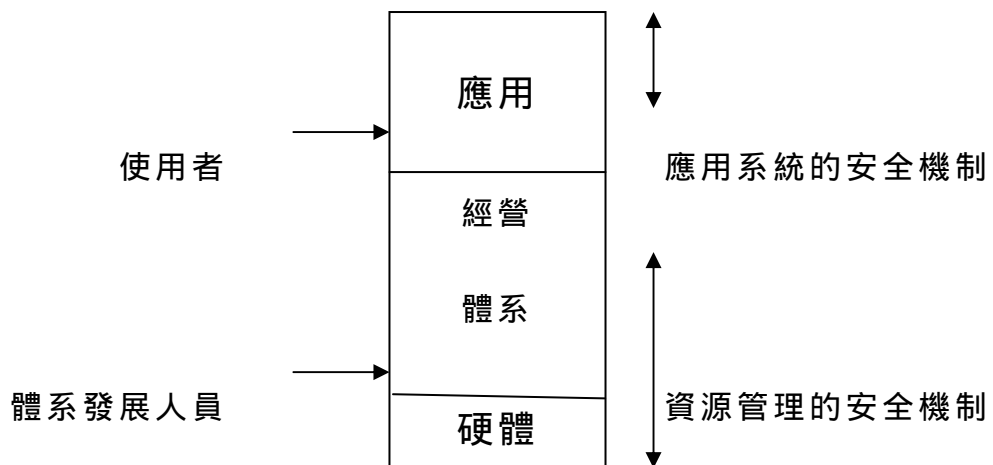 應用
使用者
應用系統的安全機制
經營
體系
體系發展人員
資源管理的安全機制
硬體